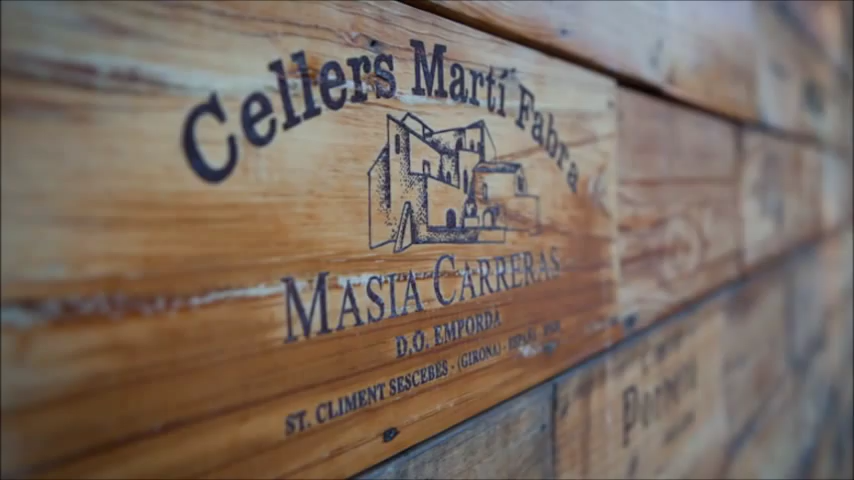 Cellers Martí Fabra
MASIA CARRERAS
D.O. EMPORDÀ
ST. CLIMENT SESCEBES - (GIRONA) - ESPAÑA